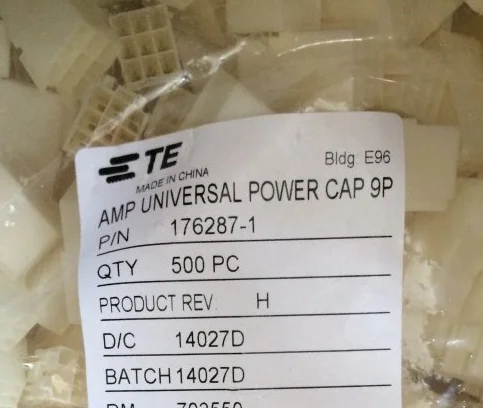 TE
Bldg. E96
MADE IN CHINA
AMP UNIVERSAL POWER CAP 9P
P/N 176287-1
QTY 500 PC
PRODUCT REV. H
D/C 14027D
BATCH 14027D